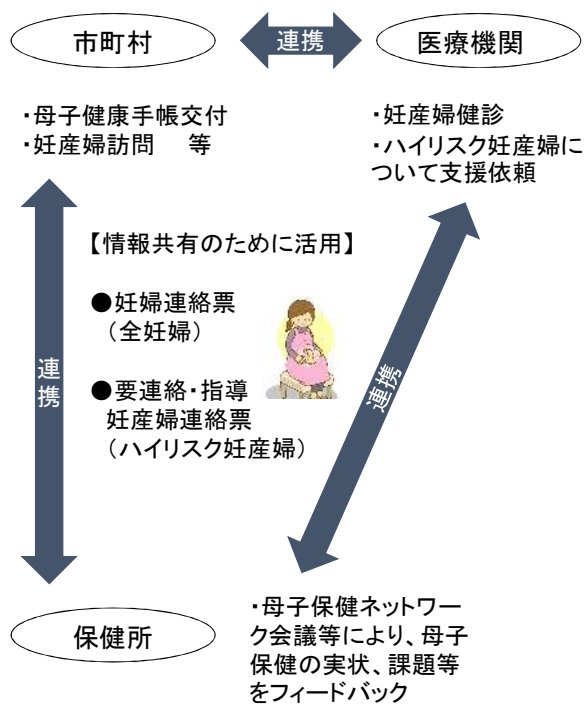 市町村
連携
医療機関
・母子健康手帳交付
・妊産婦訪問　等
・妊産婦健診
・ハイリスク妊産婦に
ついて支援依頼
【情報共有のために活用】
●妊婦連絡票
（全妊婦）
●要連絡・指導
妊産婦連絡票
（ハイリスク妊産婦）
連携
連携
保健所
・母子保健ネットワー
ク会議等により、母子
保健の実状、課題等
をフィードバック